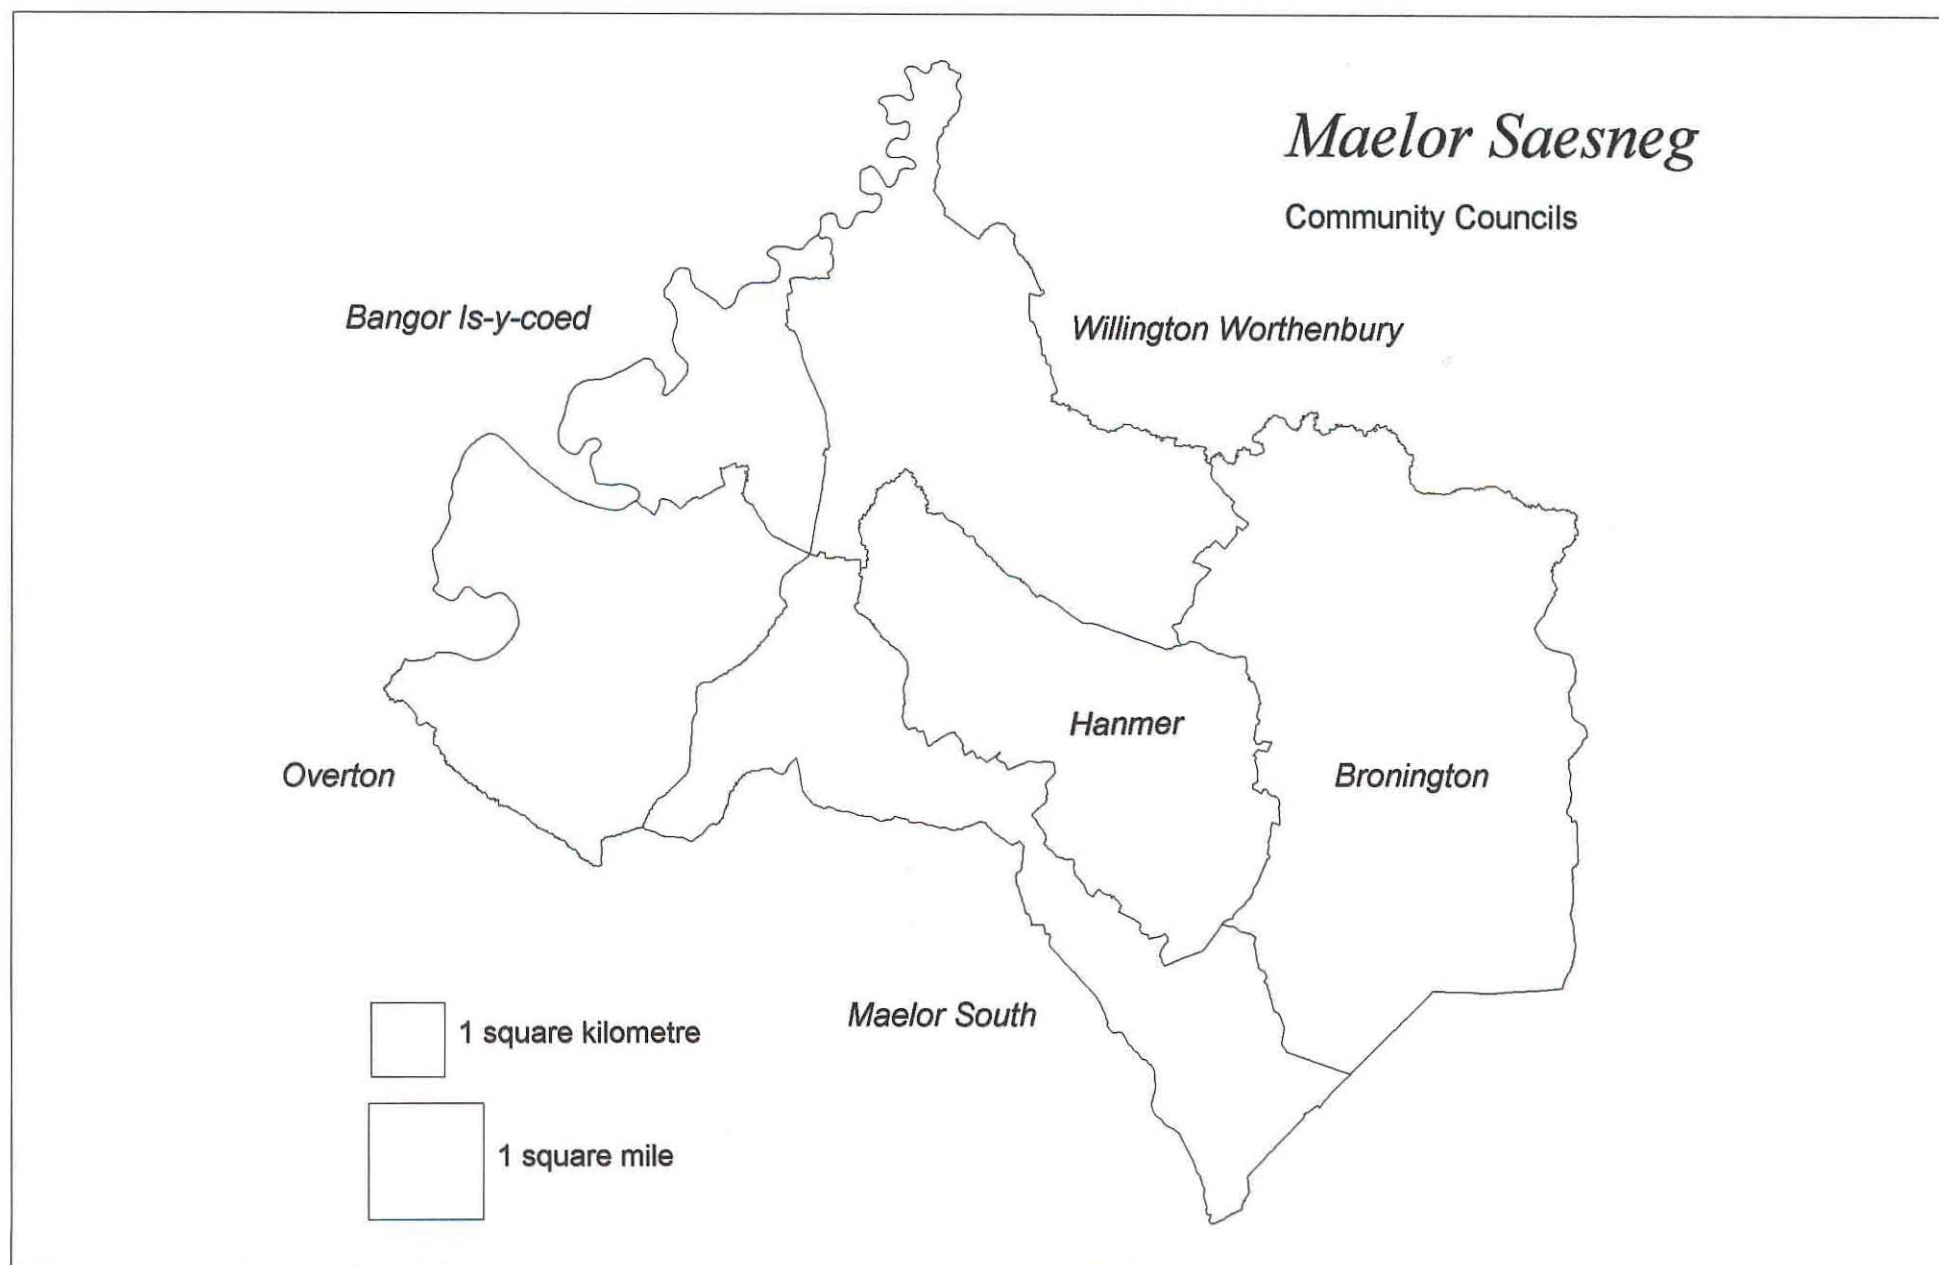 Maelor Saesneg
Community Councils
Bangor Is-y-coed
Willington Worthenbury
Hanmer
Overton
Bronington
Maelor South
1 square kilometre
1 square mile